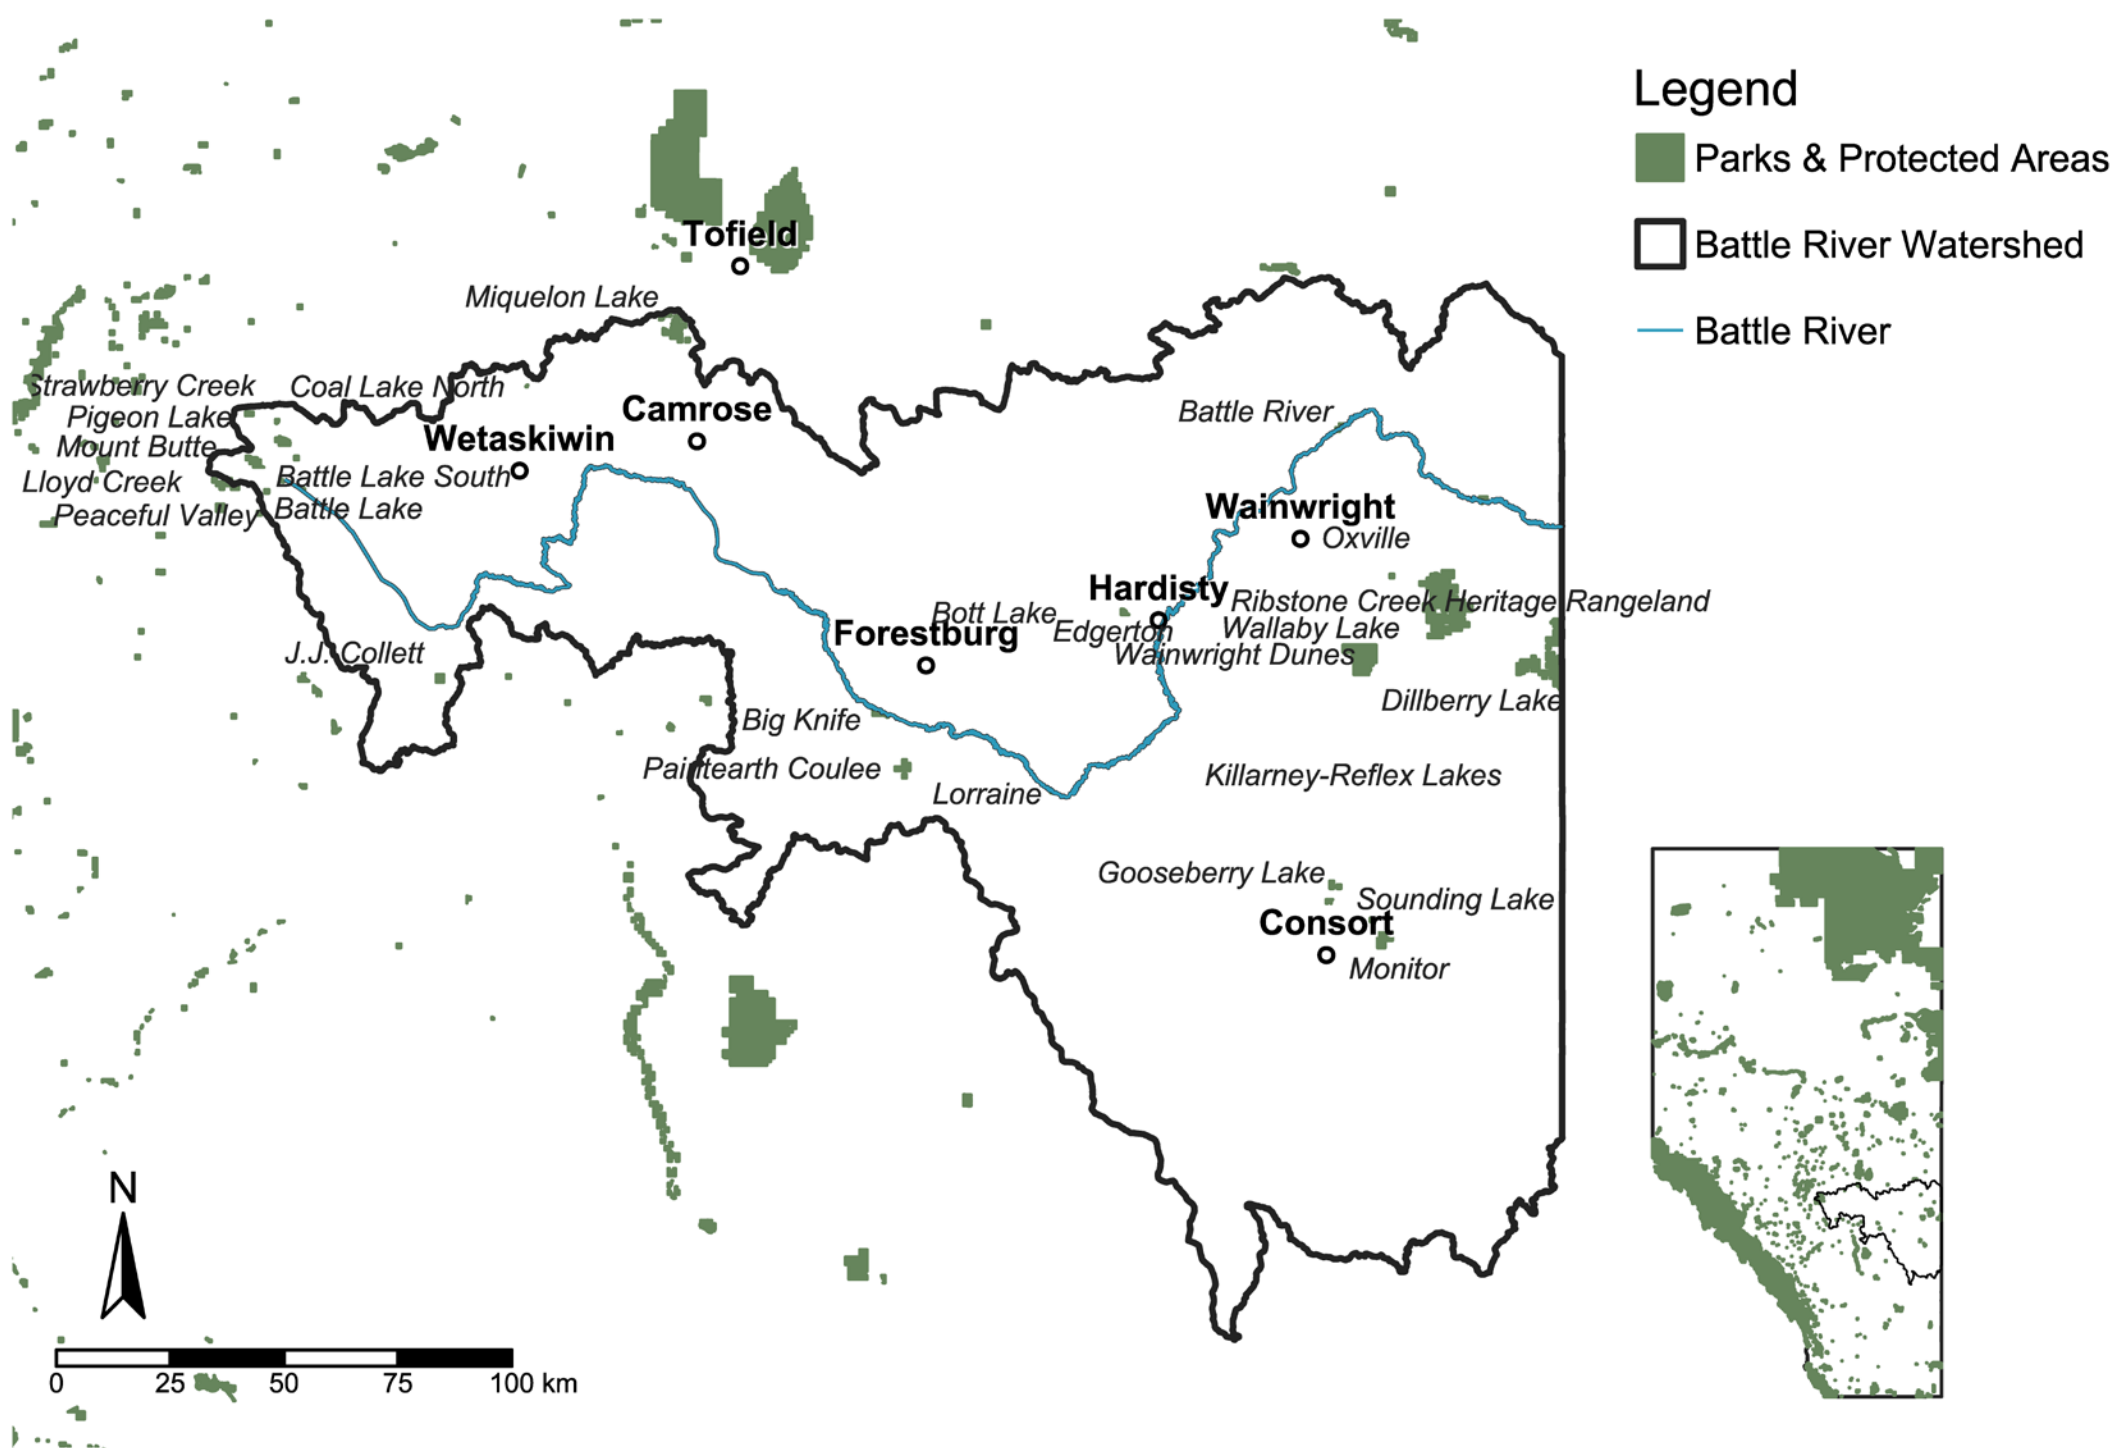 Legend
Parks & Protected Areas
Battle River Watershed
Battle River
Tofield
Miquelon Lake
Strawberry Creek
Coal Lake North
Pigeon Lake
Camrose
Battle River
Mount Butte
Wetaskiwin
Lloyd Creek
Battle Lake South
Peaceful Valley
Battle Lake
Wainwright
Oxville
Hardisty
Ribstone Creek Heritage Rangeland
Bott Lake
Edgerton
Wallaby Lake
Forestburg
J.J. Collett
Wainwright Dunes
Dillberry Lake
Big Knife
Paintearth Coulee
Killarney-Reflex Lakes
Lorraine
Gooseberry Lake
Sounding Lake
Consort
Monitor
N
0 25 50 75 100 km